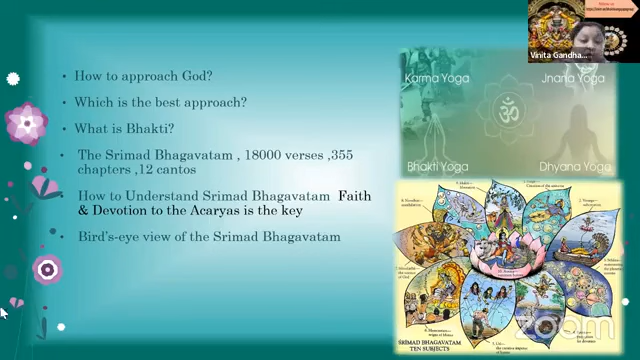 How to approach God?
Which is the best approach?
What is Bhakti?
The Srimad Bhagavatam , 18000 verses ,355
chapters ,12 cantos
How to Understand Srimad Bhagavatam Faith
& Devotion to the Acaryas is the key
Bird's-eye view of the Srimad Bhagavatam
Karma Yoga
Jnana Yoga
ॐ
Bhakti Yoga
Dhyana Yoga
SRIMAD BHAGAVATAM
TEN SUBJECTS
Vinita Gandha...
zoom